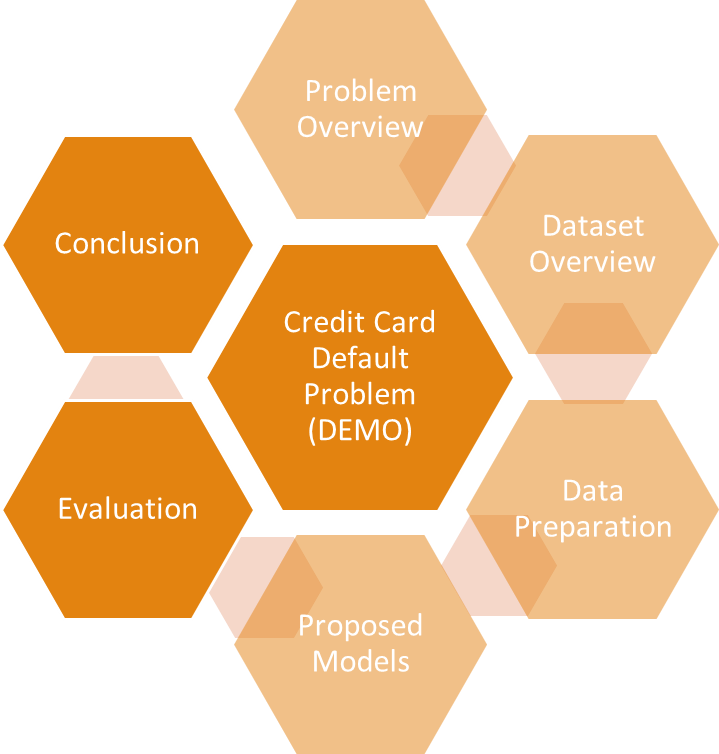 Problem
Overview
Dataset
Overview
Data
Preparation
Proposed
Models
Evaluation
Conclusion
Credit Card
Default
Problem
(DEMO)